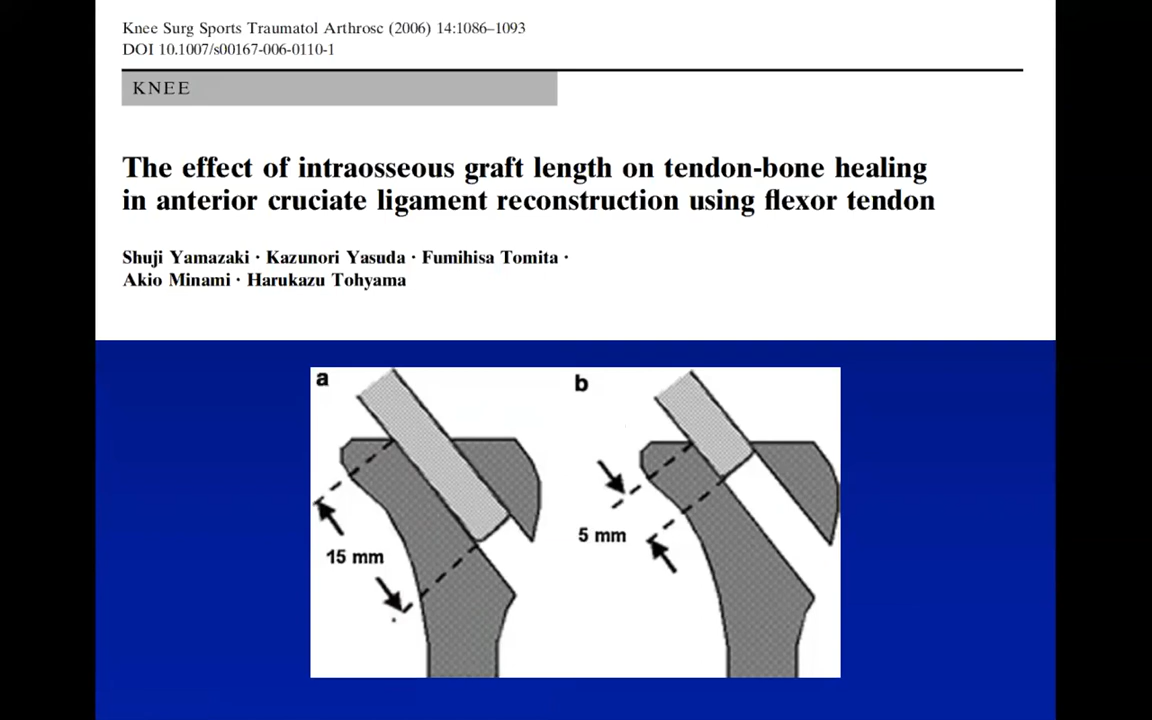 Knee Surg Sports Traumatol Arthrosc (2006) 14:1086–1093
DOI 10.1007/s00167-006-0110-1
KNEE
The effect of intraosseous graft length on tendon-bone healing
in anterior cruciate ligament reconstruction using flexor tendon
Shuji Yamazaki · Kazunori Yasuda · Fumihisa Tomita ·
Akio Minami · Harukazu Tohyama
a
b
15 mm
5 mm